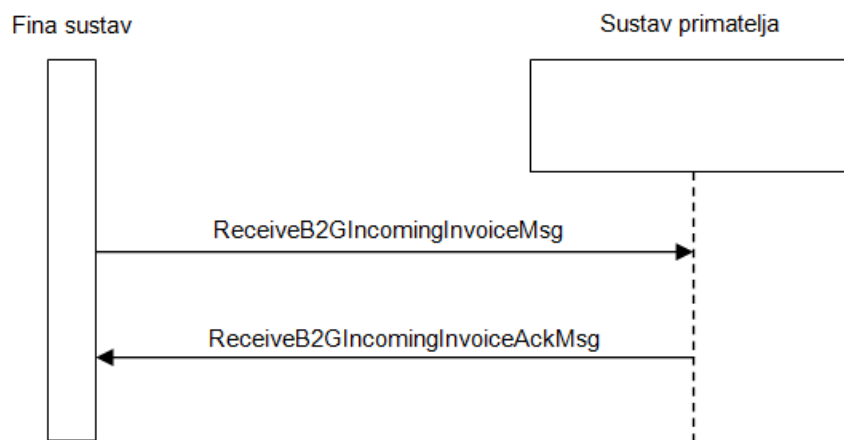 Fina sustav
Sustav primatelja
ReceiveB2GIncomingInvoiceMsg
ReceiveB2GIncomingInvoiceAckMsg